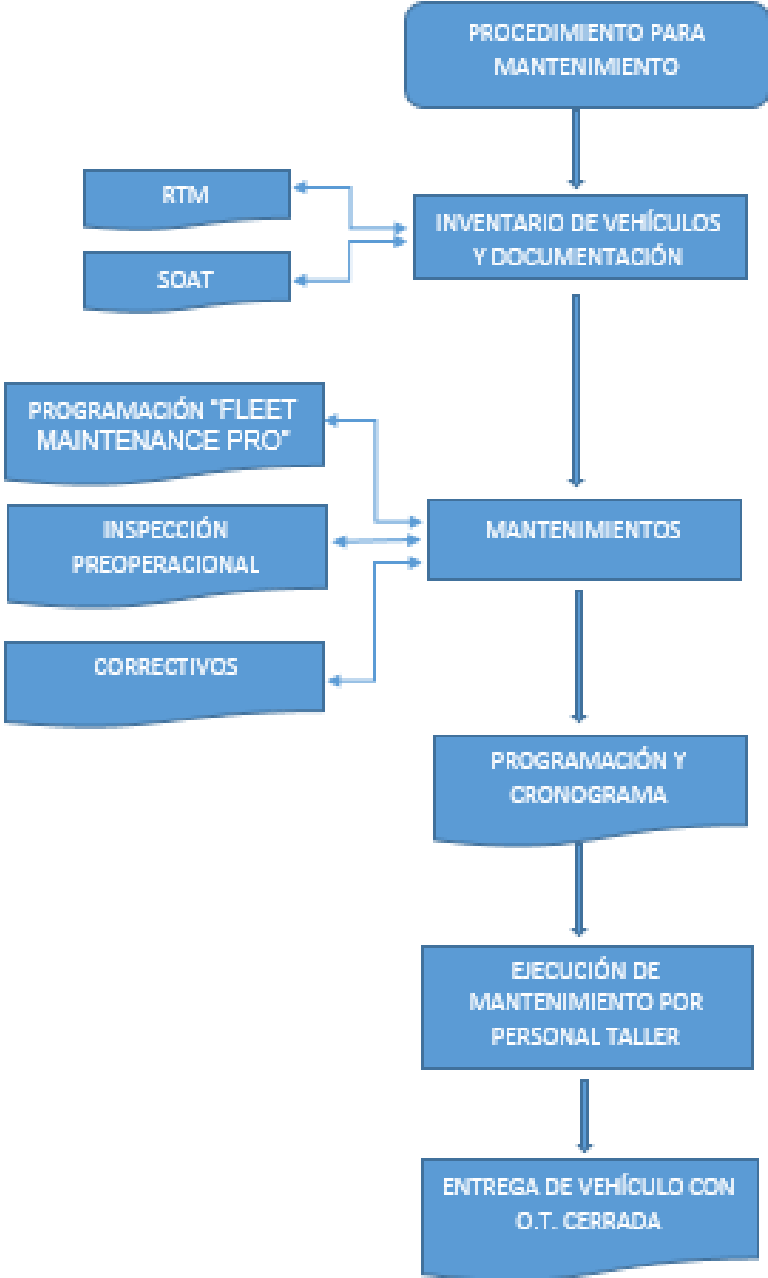 PROCEDIMIENTO PARA
MANTENIMIENTO
RTM
INVENTARIO DE VEHÍCULOS
Y DOCUMENTACIÓN
SOAT
PROGRAMACIÓN "FLEET
MAINTENANCE PRO"
INSPECCIÓN
PREOPERACIONAL
MANTENIMIENTOS
CORRECTIVOS
PROGRAMACIÓN Y
CRONOGRAMA
EJECUCIÓN DE
MANTENIMIENTO POR
PERSONAL TALLER
ENTREGA DE VEHÍCULO CON
O.T. CERRADA